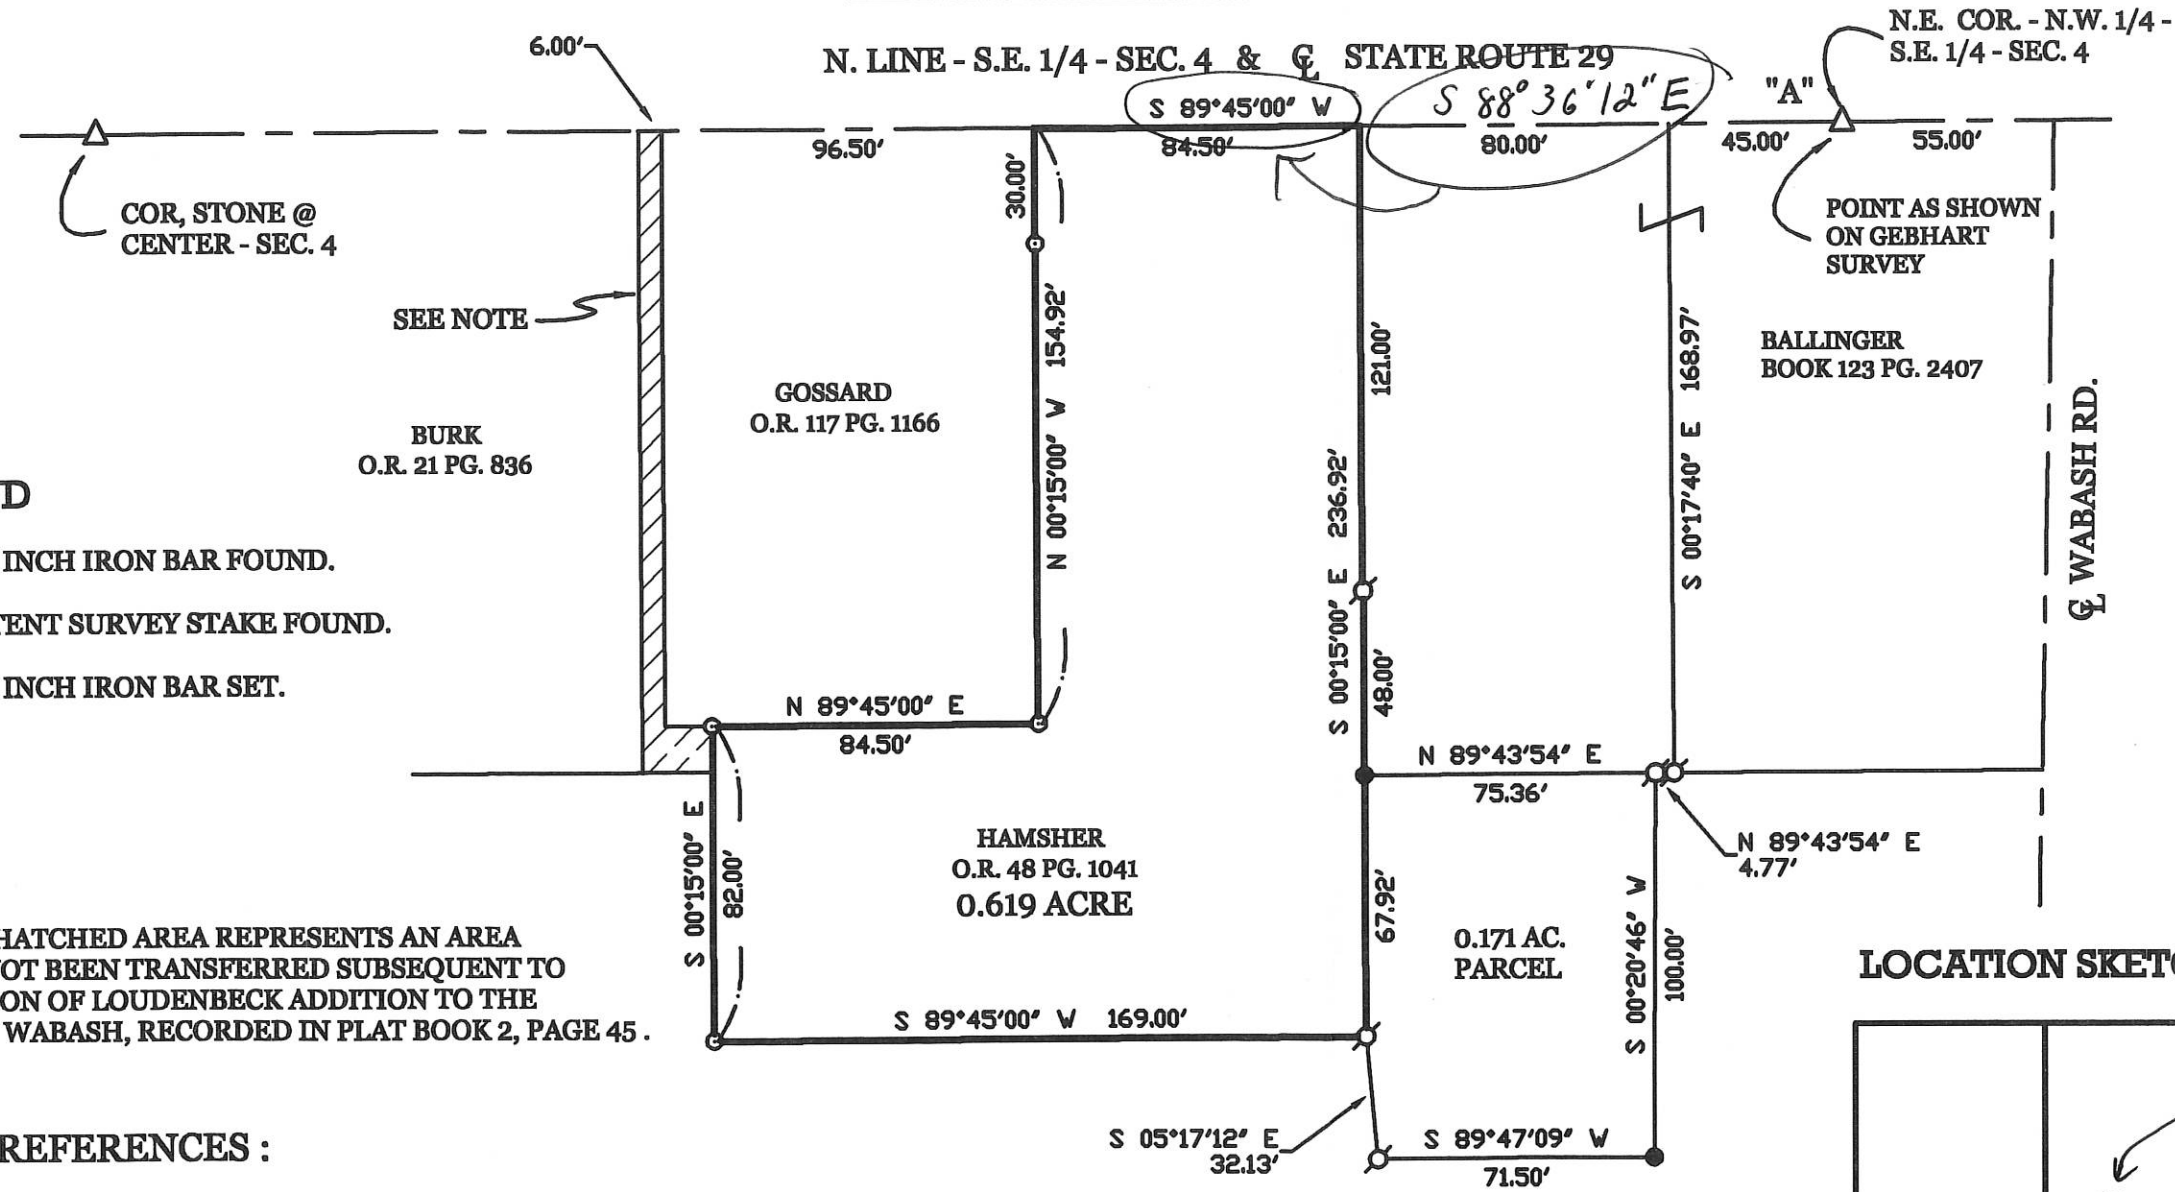 6.00'
N. LINE - S.E. 1/4 - SEC. 4 & ℄ STATE ROUTE 29
N.E. COR. - N.W. 1/4 -
S.E. 1/4 - SEC. 4
"A"
S 89°45'00" W
S 88°36'12" E
96.50'
84.50'
80.00'
45.00'
55.00'
30.00'
COR, STONE @
CENTER - SEC. 4
POINT AS SHOWN
ON GEBHART
SURVEY
SEE NOTE
N 00°15'00" W 154.92'
121.00'
S 00°15'00" E 236.92'
48.00'
S 00°17'40" E 168.97'
BALLINGER
BOOK 123 PG. 2407
℄ WABASH RD.
GOSSARD
O.R. 117 PG. 1166
BURK
O.R. 21 PG. 836
D
INCH IRON BAR FOUND.
TENT SURVEY STAKE FOUND.
INCH IRON BAR SET.
N 89°45'00" E
84.50'
N 89°43'54" E
75.36'
N 89°43'54" E
4.77'
S 00°15'00" E
82.00'
HAMSHER
O.R. 48 PG. 1041
0.619 ACRE
67.92'
0.171 AC.
PARCEL
S 00°20'46" W
100.00'
HATCHED AREA REPRESENTS AN AREA
OT BEEN TRANSFERRED SUBSEQUENT TO
ON OF LOUDENBECK ADDITION TO THE
WABASH, RECORDED IN PLAT BOOK 2, PAGE 45 .
LOCATION SKET
S 89°45'00" W 169.00'
S 05°17'12" E
32.13'
S 89°47'09" W
71.50'
REFERENCES :